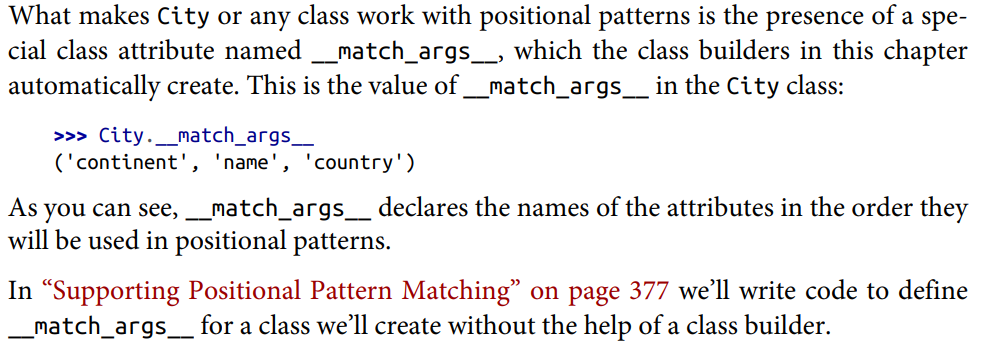 What makes City or any class work with positional patterns is the presence of a spe-
cial class attribute named __match_args__, which the class builders in this chapter
automatically create. This is the value of __match_args__ in the City class:
>>> City.__match_args__
('continent', 'name', 'country')
As you can see, __match_args__ declares the names of the attributes in the order they
will be used in positional patterns.
In “Supporting Positional Pattern Matching” on page 377 we’ll write code to define
__match_args__ for a class we’ll create without the help of a class builder.